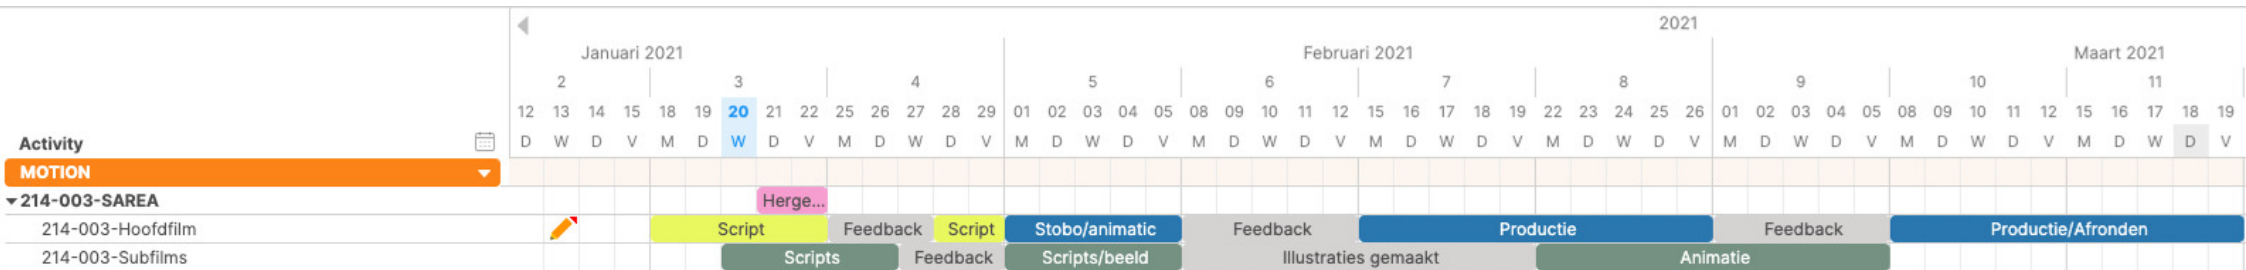 2021
Januari 2021 Februari 2021 Maart 2021
2 3 4 5 6 7 8 9 10 11
12 13 14 15 18 19 20 21 22 25 26 27 28 29 01 02 03 04 05 08 09 10 11 12 15 16 17 18 19 22 23 24 25 26 01 02 03 04 05 08 09 10 11 12 15 16 17 18 19
Activity D W D V M D W D V M D W D V M D W D V M D W D V M D W D V M D W D V M D W D V M D W D V M D W D V
MOTION
214-003-SAREA Herge...
214-003-Hoofdfilm Script Feedback Script Stobo/animatic Feedback Productie Feedback Productie/Afronden
214-003-Subfilms Scripts Feedback Scripts/beeld Illustraties gemaakt Animatie